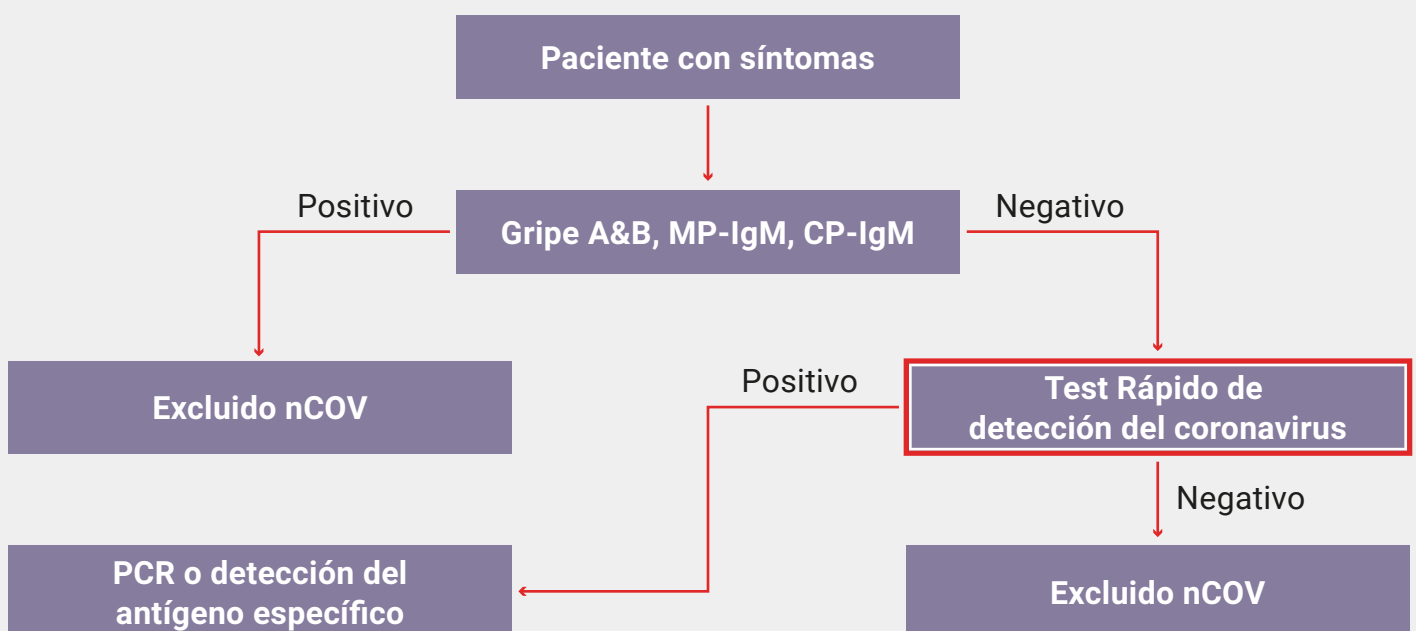 Paciente con síntomas
Positivo
Gripe A&B, MP-IgM, CP-IgM
Negativo
Excluido nCOV
Positivo
Test Rápido de
detección del coronavirus
Negativo
PCR o detección del
antígeno específico
Excluido nCOV